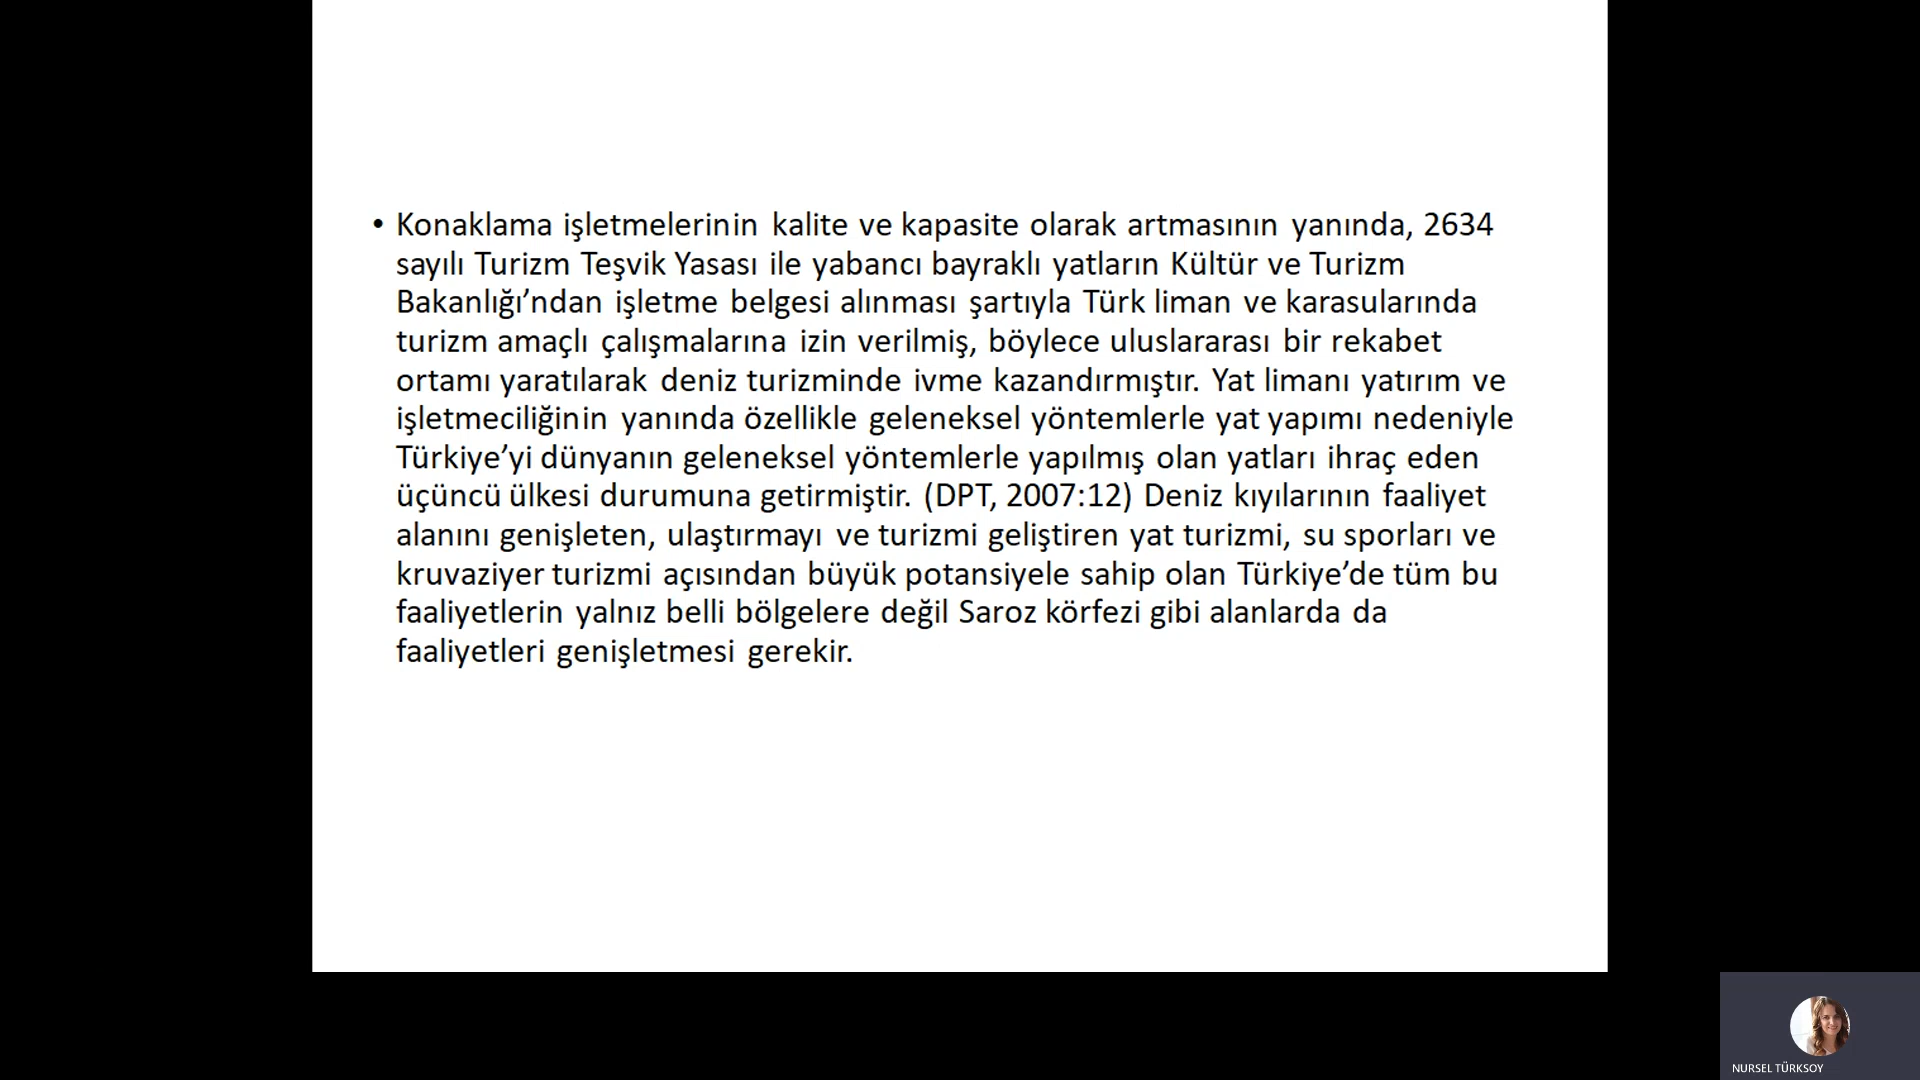 • Konaklama işletmelerinin kalite ve kapasite olarak artmasının yanında, 2634
sayılı Turizm Teşvik Yasası ile yabancı bayraklı yatların Kültür ve Turizm
Bakanlığı’ndan işletme belgesi alınması şartıyla Türk liman ve karasularında
turizm amaçlı çalışmalarına izin verilmiş, böylece uluslararası bir rekabet
ortamı yaratılarak deniz turizminde ivme kazandırmıştır. Yat limanı yatırım ve
işletmeciliğinin yanında özellikle geleneksel yöntemlerle yat yapımı nedeniyle
Türkiye’yi dünyanın geleneksel yöntemlerle yapılmış olan yatları ihraç eden
üçüncü ülkesi durumuna getirmiştir. (DPT, 2007:12) Deniz kıyılarının faaliyet
alanını genişleten, ulaştırmayı ve turizmi geliştiren yat turizmi, su sporları ve
kruvaziyer turizmi açısından büyük potansiyele sahip olan Türkiye’de tüm bu
faaliyetlerin yalnız belli bölgelere değil Saroz körfezi gibi alanlarda da
faaliyetleri genişletmesi gerekir.
NURSEL TÜRKSOY